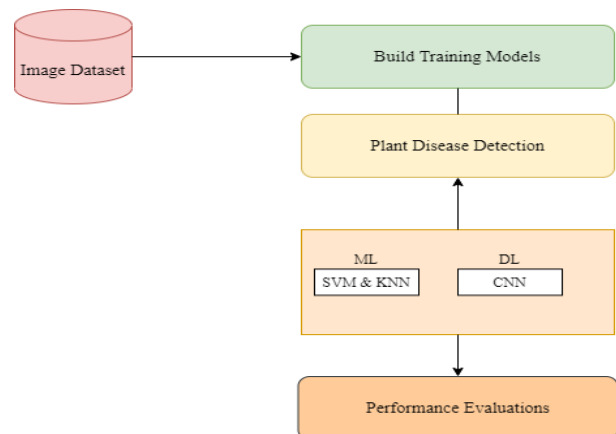 Image Dataset
Build Training Models
Plant Disease Detection
ML
DL
SVM & KNN
CNN
Performance Evaluations